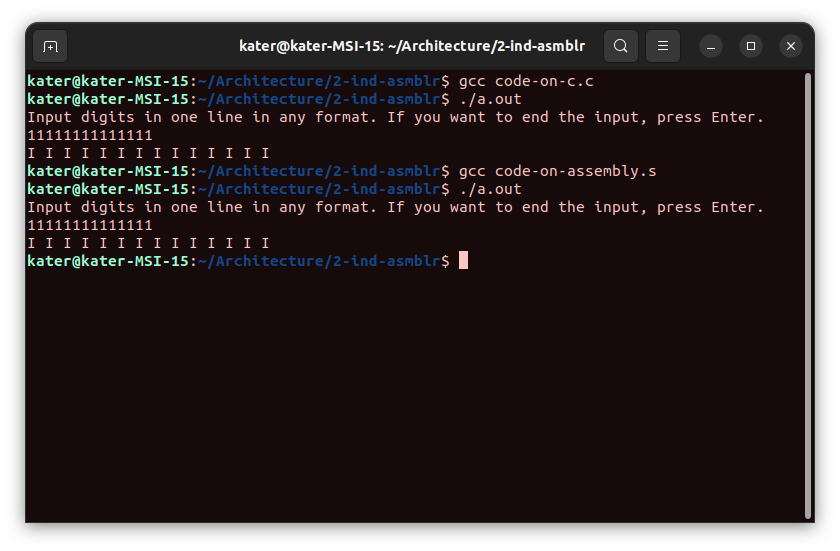 kater@kater-MSI-15: ~/Architecture/2-ind-asmblr
kater@kater-MSI-15:~/Architecture/2-ind-asmblr$ gcc code-on-c.c
kater@kater-MSI-15:~/Architecture/2-ind-asmblr$ ./a.out
Input digits in one line in any format. If you want to end the input, press Enter.
11111111111111
I I I I I I I I I I I I I I
kater@kater-MSI-15:~/Architecture/2-ind-asmblr$ gcc code-on-assembly.s
kater@kater-MSI-15:~/Architecture/2-ind-asmblr$ ./a.out
Input digits in one line in any format. If you want to end the input, press Enter.
11111111111111
I I I I I I I I I I I I I I
kater@kater-MSI-15:~/Architecture/2-ind-asmblr$